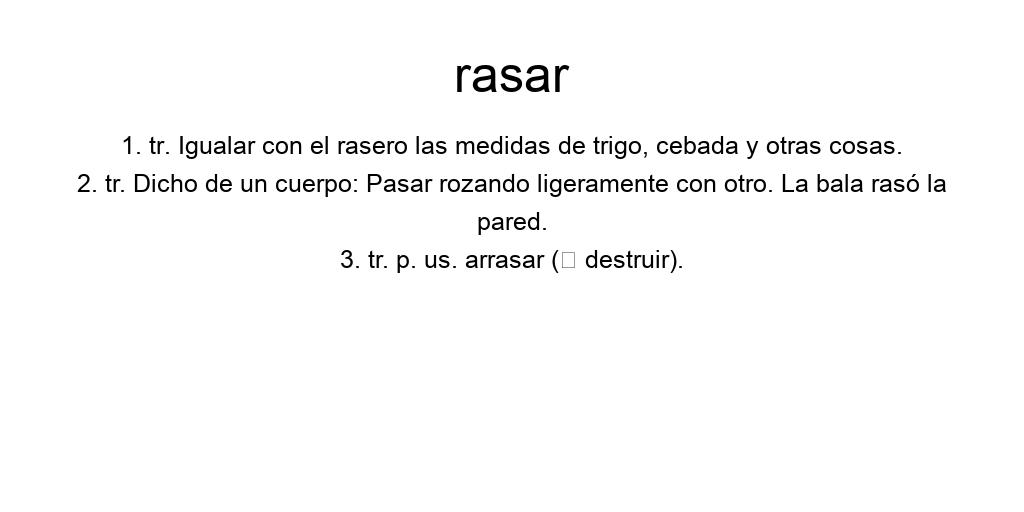 rasar
1. tr. Igualar con el rasero las medidas de trigo, cebada y otras cosas.
2. tr. Dicho de un cuerpo: Pasar rozando ligeramente con otro. La bala rasó la
pared.
3. tr. p. us. arrasar (□ destruir).